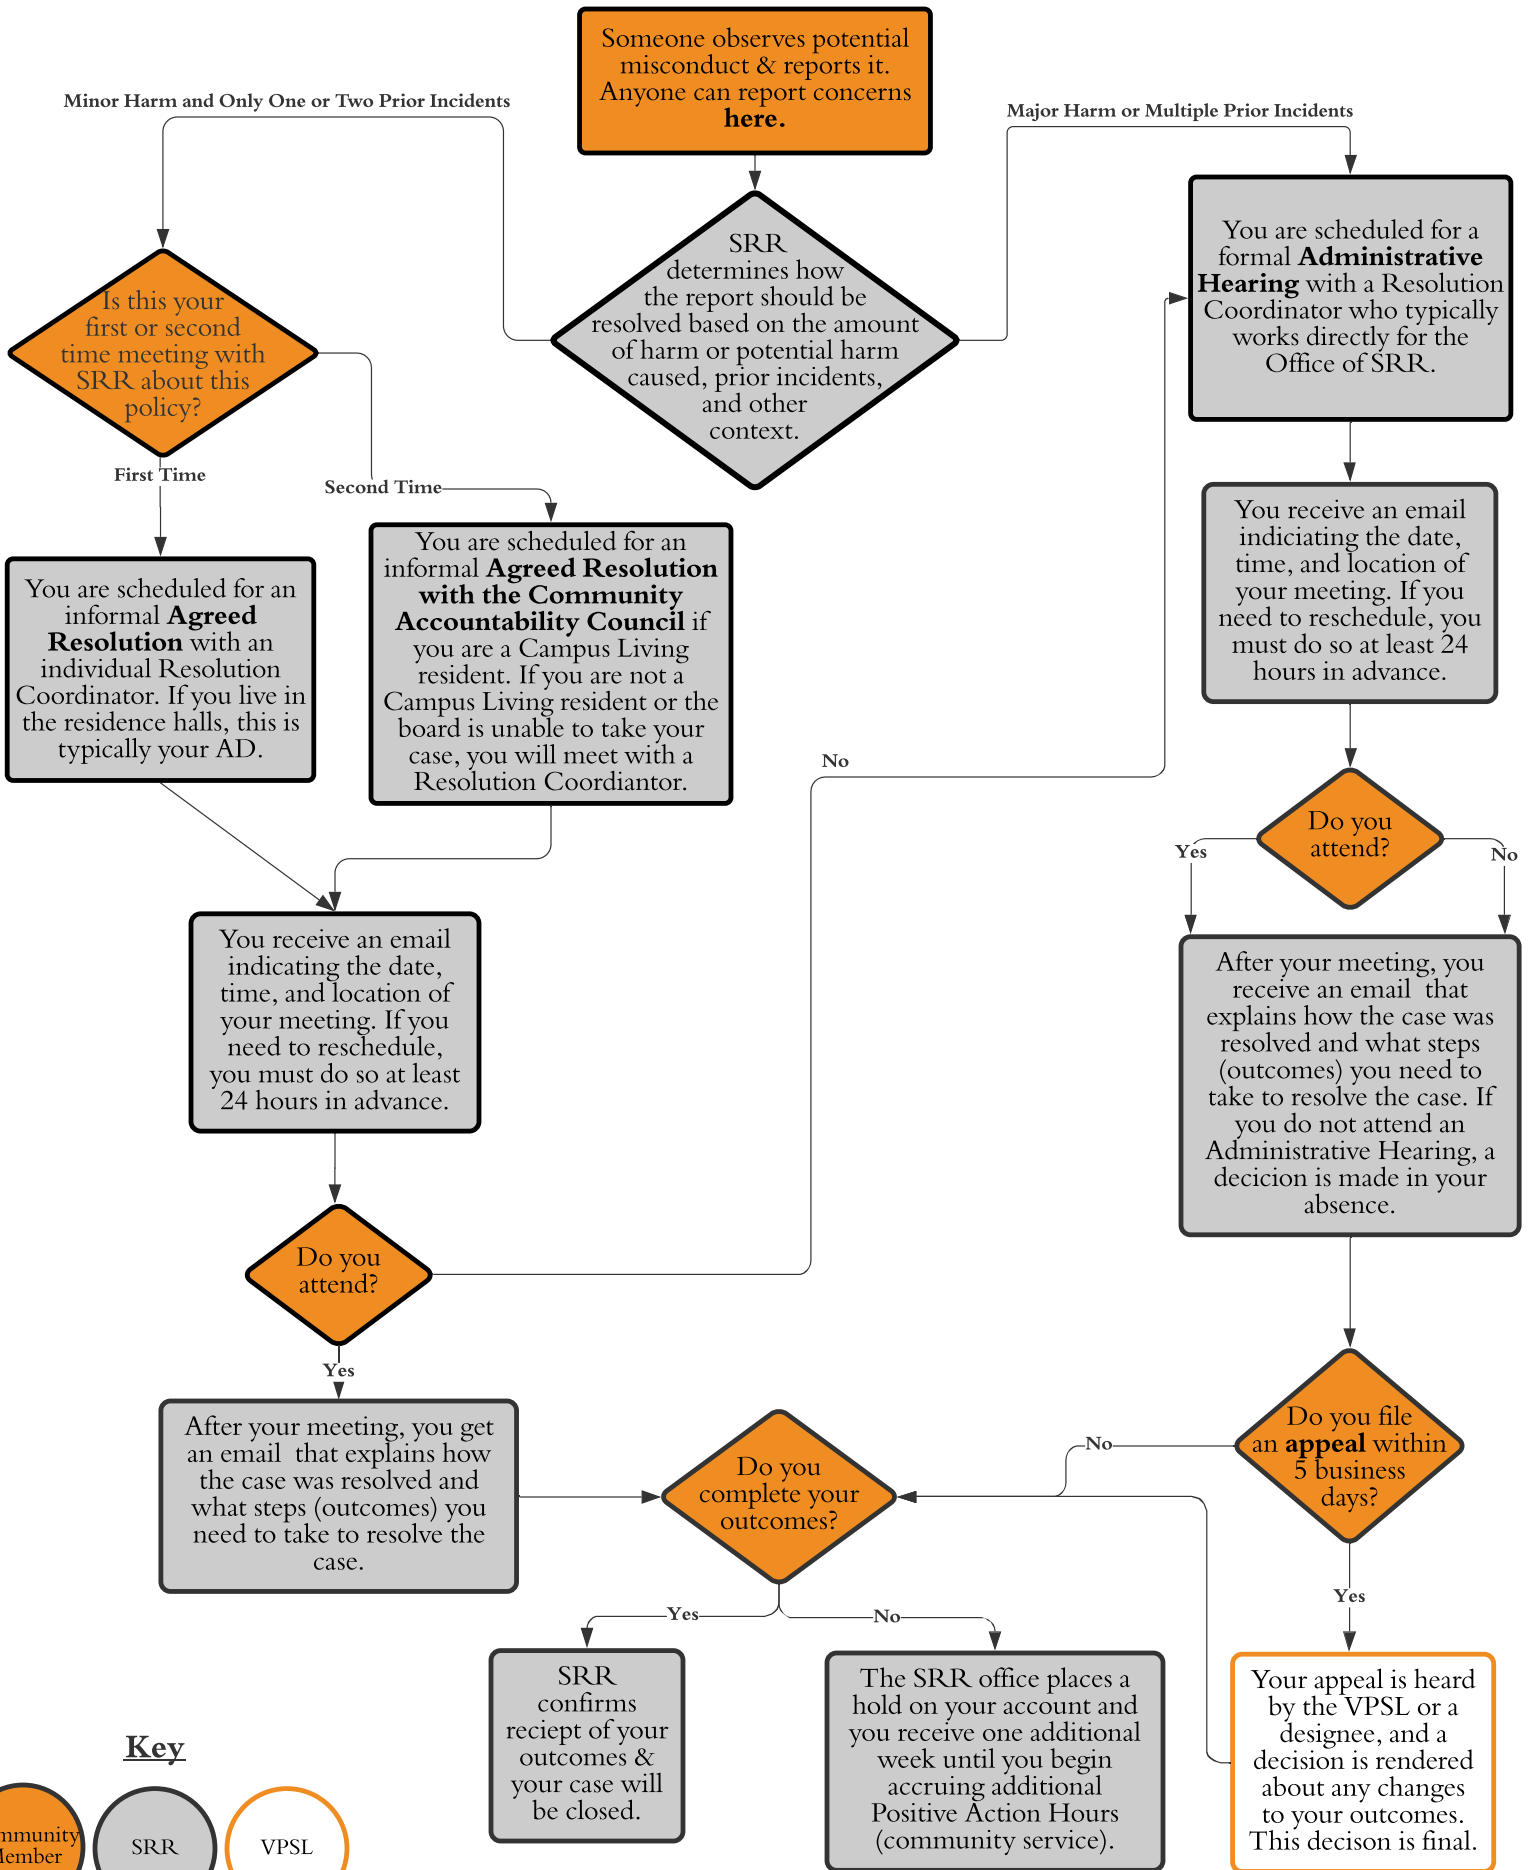 Someone observes potential
misconduct & reports it.
Anyone can report concerns
here.
Minor Harm and Only One or Two Prior Incidents
Major Harm or Multiple Prior Incidents
SRR
determines how
the report should be
resolved based on the amount
of harm or potential harm
caused, prior incidents,
and other
context.
Is this your
first or second
time meeting with
SRR about this
policy?
First Time
Second Time
You are scheduled for an
informal Agreed
Resolution with an
individual Resolution
Coordinator. If you live in
the residence halls, this is
typically your AD.
You are scheduled for an
informal Agreed Resolution
with the Community
Accountability Council if
you are a Campus Living
resident. If you are not a
Campus Living resident or the
board is unable to take your
case, you will meet with a
Resolution Coordiantor.
You receive an email
indicating the date,
time, and location of
your meeting. If you
need to reschedule,
you must do so at least
24 hours in advance.
Do you
attend?
No
Yes
After your meeting, you get
an email that explains how
the case was resolved and
what steps (outcomes) you
need to take to resolve the
case.
You are scheduled for a
formal Administrative
Hearing with a Resolution
Coordinator who typically
works directly for the
Office of SRR.
You receive an email
indiciating the date,
time, and location of
your meeting. If you
need to reschedule, you
must do so at least 24
hours in advance.
Do you
attend?
Yes
No
After your meeting, you
receive an email that
explains how the case was
resolved and what steps
(outcomes) you need to
take to resolve the case. If
you do not attend an
Administrative Hearing, a
decicion is made in your
absence.
Do you file
an appeal within
5 business
days?
No
Yes
Your appeal is heard
by the VPSL or a
designee, and a
decision is rendered
about any changes
to your outcomes.
This decison is final.
Do you
complete your
outcomes?
Yes
No
SRR
confirms
reciept of your
outcomes &
your case will
be closed.
The SRR office places a
hold on your account and
you receive one additional
week until you begin
accruing additional
Positive Action Hours
(community service).
Key
SRR
VPSL